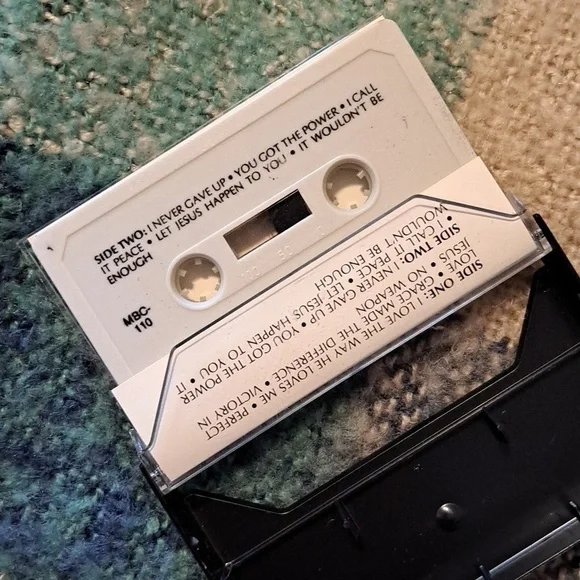 SIDE TWO: I NEVER GAVE UP • YOU GOT THE POWER • I CALL
IT PEACE • LET JESUS HAPPEN TO YOU • IT WOULDN'T BE
ENOUGH
MBC-
110
100 50 0
SIDE ONE: I LOVE THE WAY HE LOVES ME • PERFECT
LOVE • GRACE MADE THE DIFFERENCE • VICTORY IN
JESUS • NO WEAPON
SIDE TWO: I NEVER GAVE UP • YOU GOT THE POWER
I CALL IT PEACE • LET JESUS HAPPEN TO YOU • IT
WOULDN'T BE ENOUGH